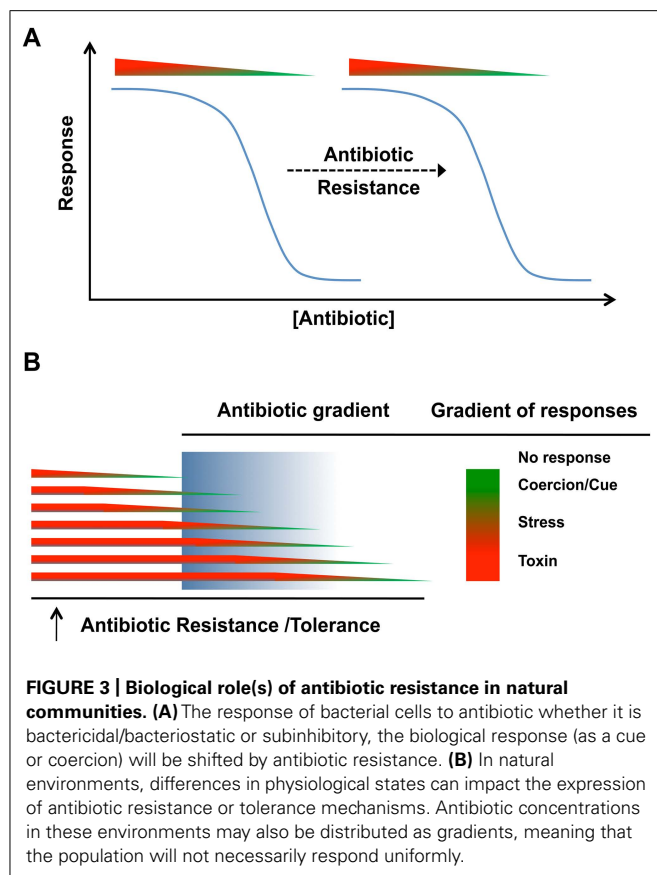 A
Response
Antibiotic
Resistance
[Antibiotic]
B
Antibiotic gradient
Gradient of responses
No response
Coercion/Cue
Stress
Toxin
Antibiotic Resistance /Tolerance
FIGURE 3 | Biological role(s) of antibiotic resistance in natural
communities. (A) The response of bacterial cells to antibiotic whether it is
bactericidal/bacteriostatic or subinhibitory, the biological response (as a cue
or coercion) will be shifted by antibiotic resistance. (B) In natural
environments, differences in physiological states can impact the expression
of antibiotic resistance or tolerance mechanisms. Antibiotic concentrations
in these environments may also be distributed as gradients, meaning that
the population will not necessarily respond uniformly.